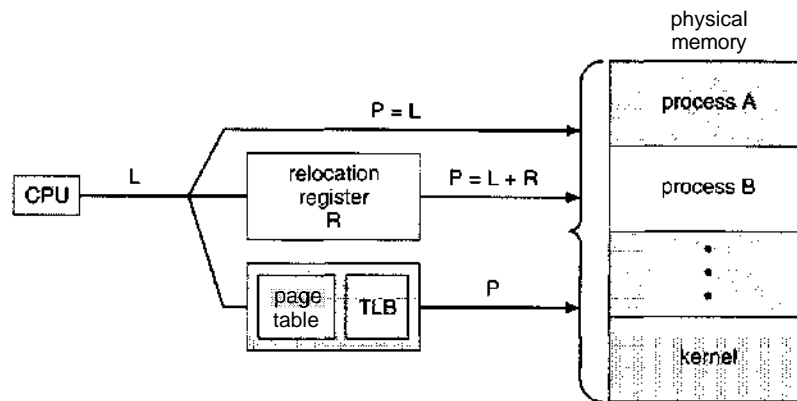 physical
memory
process A
P = L
CPU
L
relocation
register
R
P = L + R
process B
page
table
TLB
P
kernel